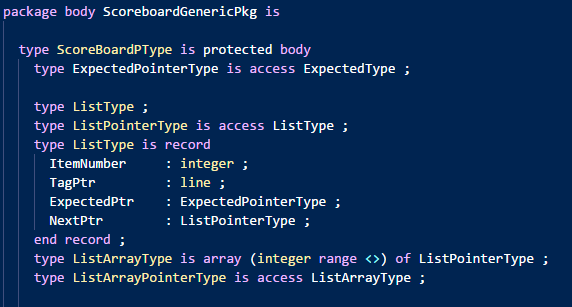 package body ScoreboardGenericPkg is
type ScoreBoardPType is protected body
type ExpectedPointerType is access ExpectedType ;
type ListType ;
type ListPointerType is access ListType ;
type ListType is record
ItemNumber : integer ;
TagPtr : line ;
ExpectedPtr : ExpectedPointerType ;
NextPtr : ListPointerType ;
end record ;
type ListArrayType is array (integer range <>) of ListPointerType ;
type ListArrayPointerType is access ListArrayType ;